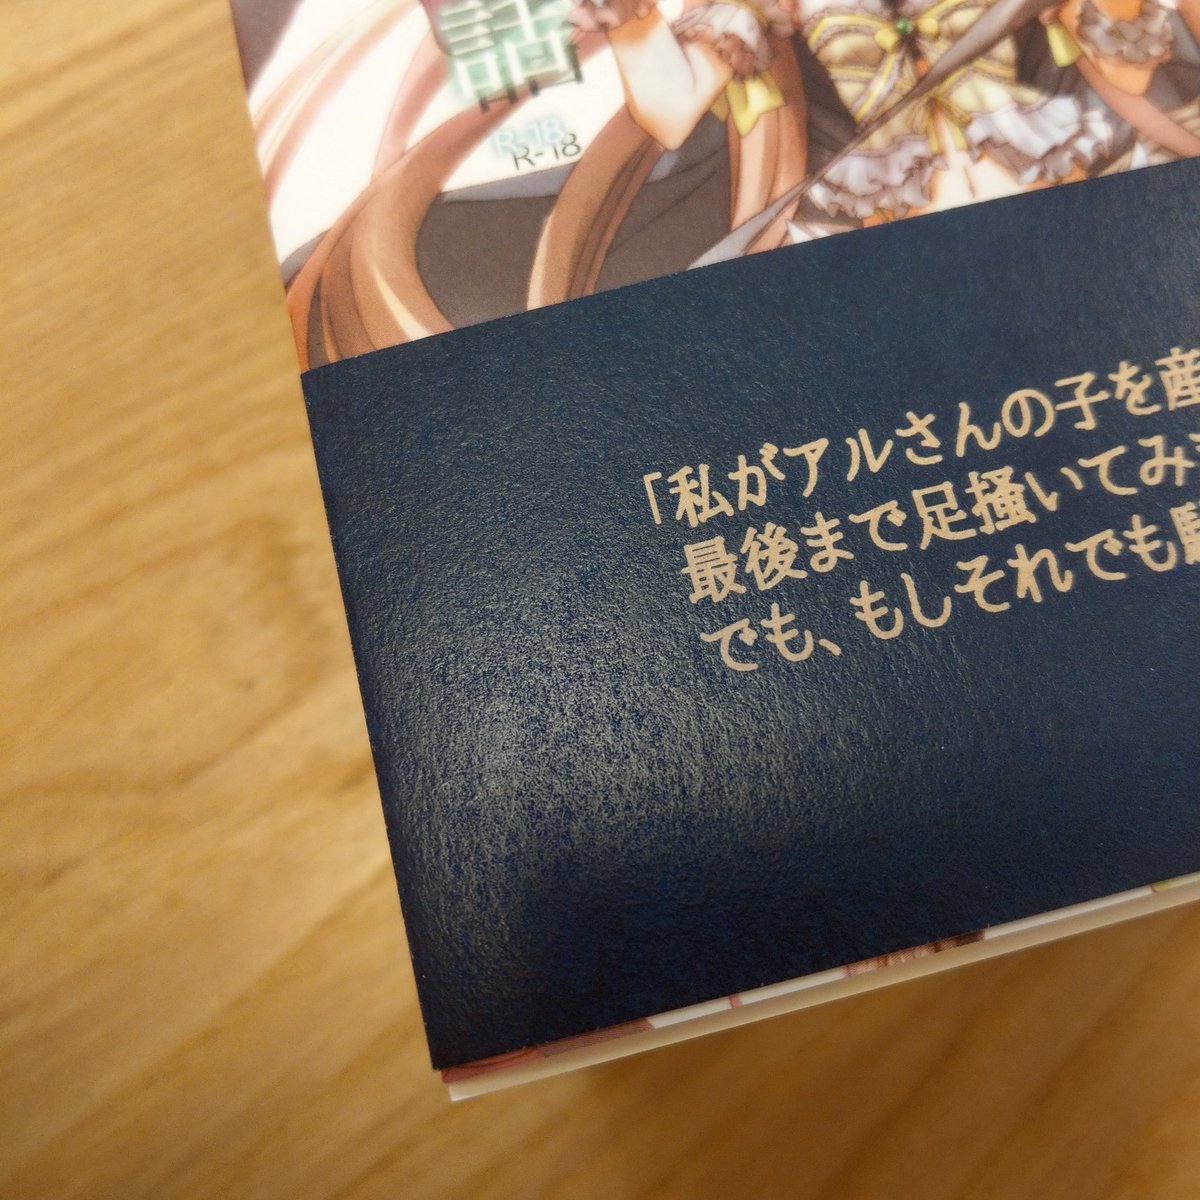 話
R-18
「私がアルさんの子を産
最後まで足掻いてみ
でも、もしそれでも